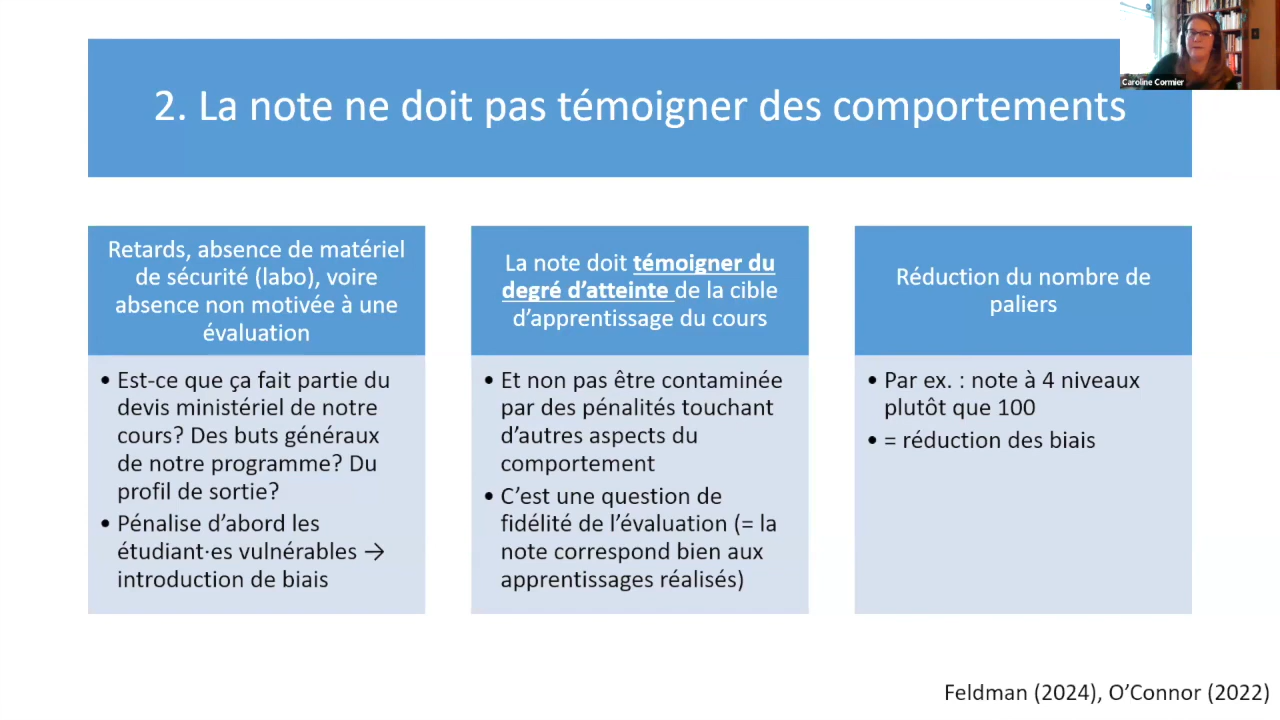 Caroline Cormier
2. La note ne doit pas témoigner des comportements
Retards, absence de matériel
de sécurité (labo), voire
absence non motivée à une
évaluation
• Est-ce que ça fait partie du
devis ministériel de notre
cours? Des buts généraux
de notre programme? Du
profil de sortie?
• Pénalise d'abord les
étudiant·es vulnérables →
introduction de biais
La note doit témoigner du
degré d'atteinte de la cible
d'apprentissage du cours
• Et non pas être contaminée
par des pénalités touchant
d'autres aspects du
comportement
• C'est une question de
fidélité de l'évaluation (= la
note correspond bien aux
apprentissages réalisés)
Réduction du nombre de
paliers
• Par ex. : note à 4 niveaux
plutôt que 100
• = réduction des biais
Feldman (2024), O'Connor (2022)